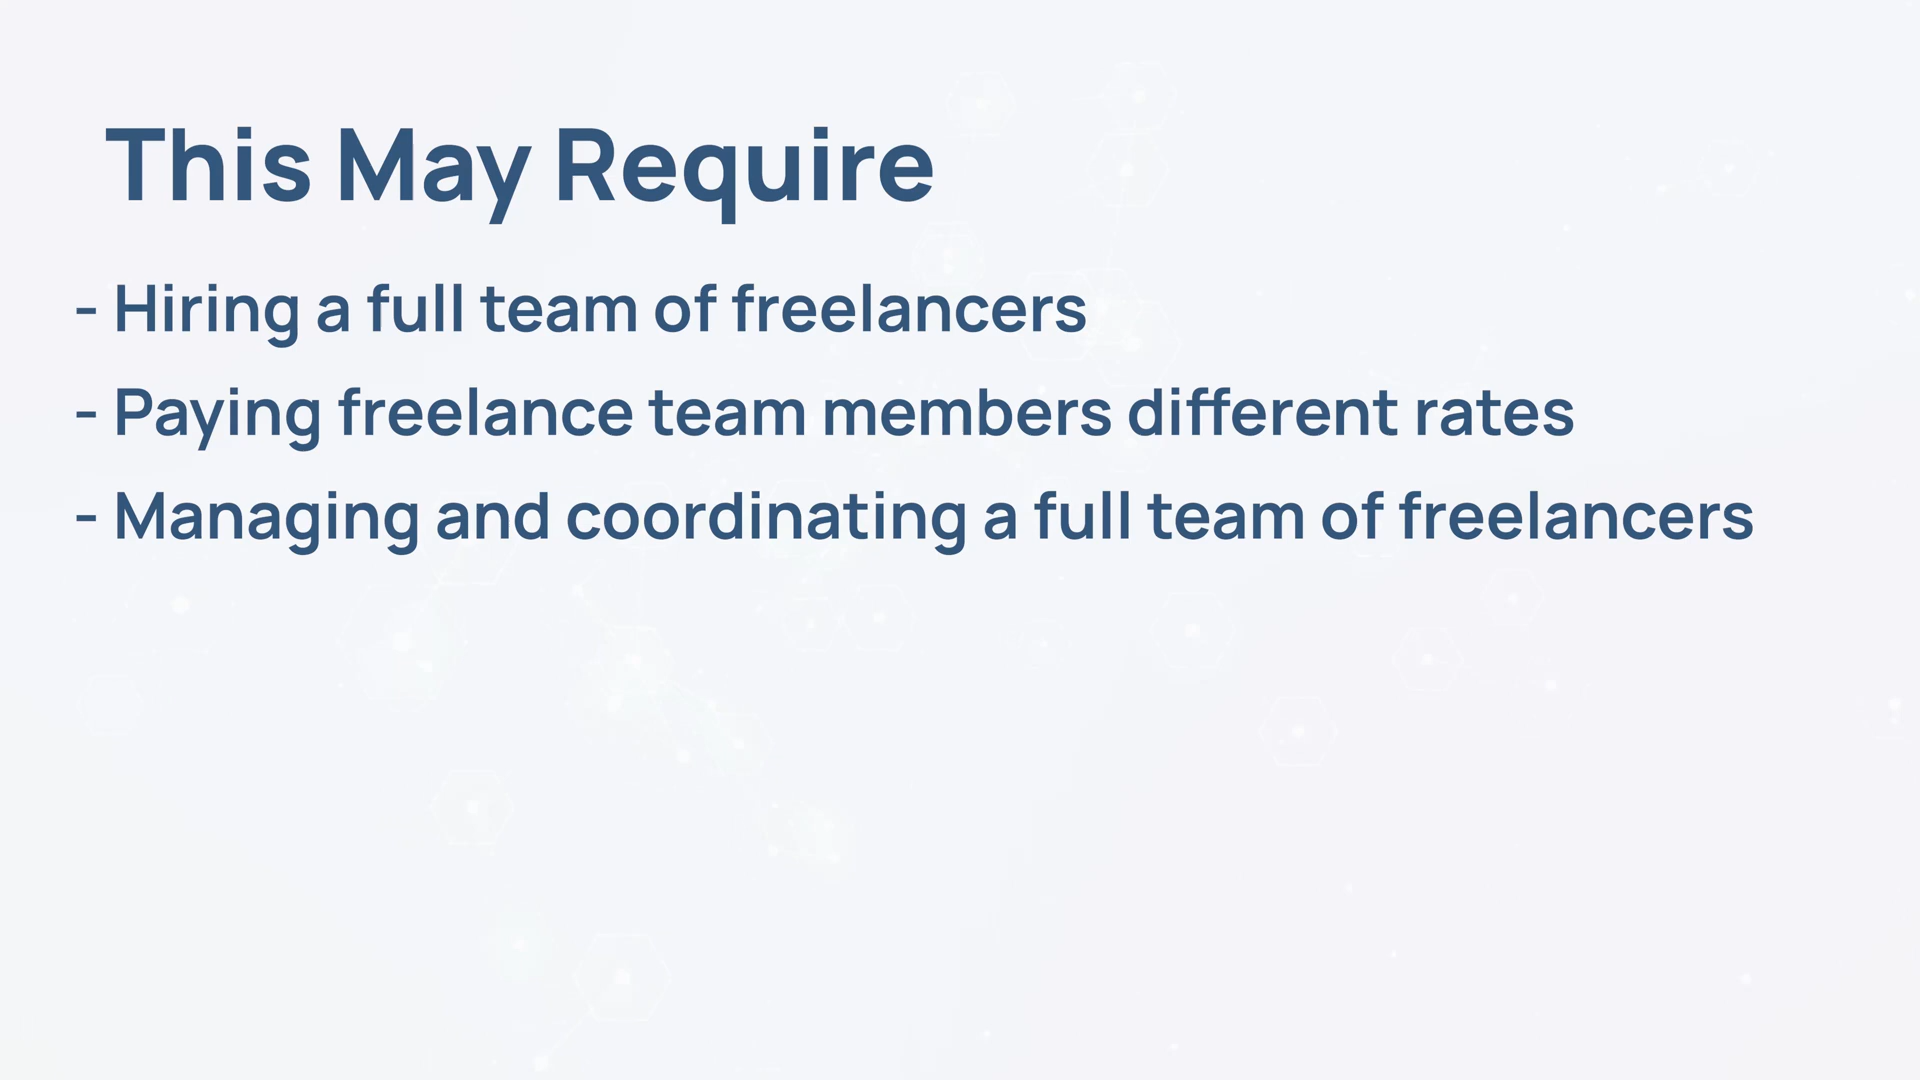 This May Require
- Hiring a full team of freelancers
- Paying freelance team members different rates
- Managing and coordinating a full team of freelancers